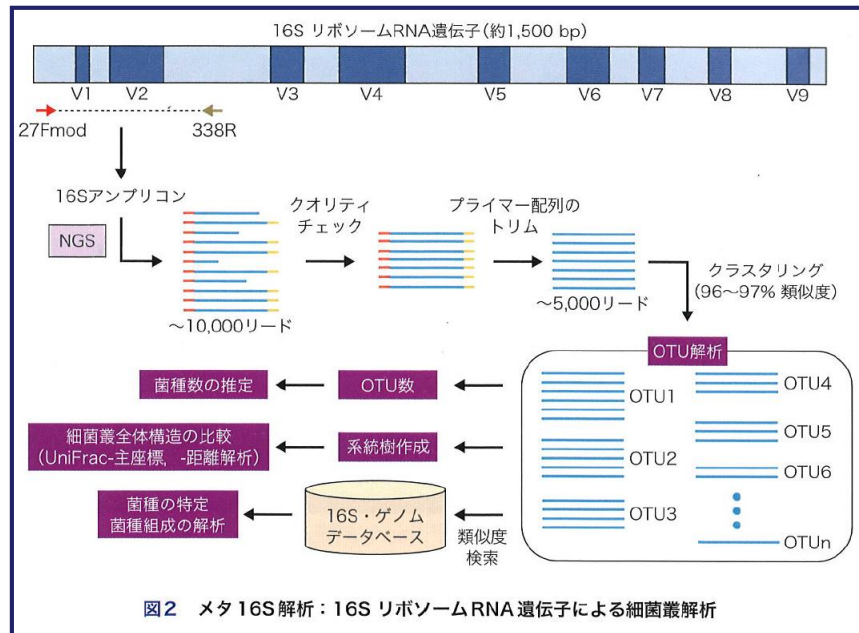 16S リボソームRNA遺伝子(約1,500 bp)
V1 V2 V3 V4 V5 V6 V7 V8 V9
27Fmod 338R
16Sアンプリコン
NGS
クオリティ
チェック
プライマー配列の
トリム
クラスタリング
(96〜97% 類似度)
〜10,000リード
〜5,000リード
OTU解析
OTU1
OTU2
OTU3
OTU4
OTU5
OTU6
OTUn
菌種数の推定
OTU数
細菌叢全体構造の比較
(UniFrac-主座標, -距離解析)
系統樹作成
菌種の特定
菌種組成の解析
16S・ゲノム
データベース
類似度
検索
図2 メタ16S解析:16S リボソームRNA遺伝子による細菌叢解析